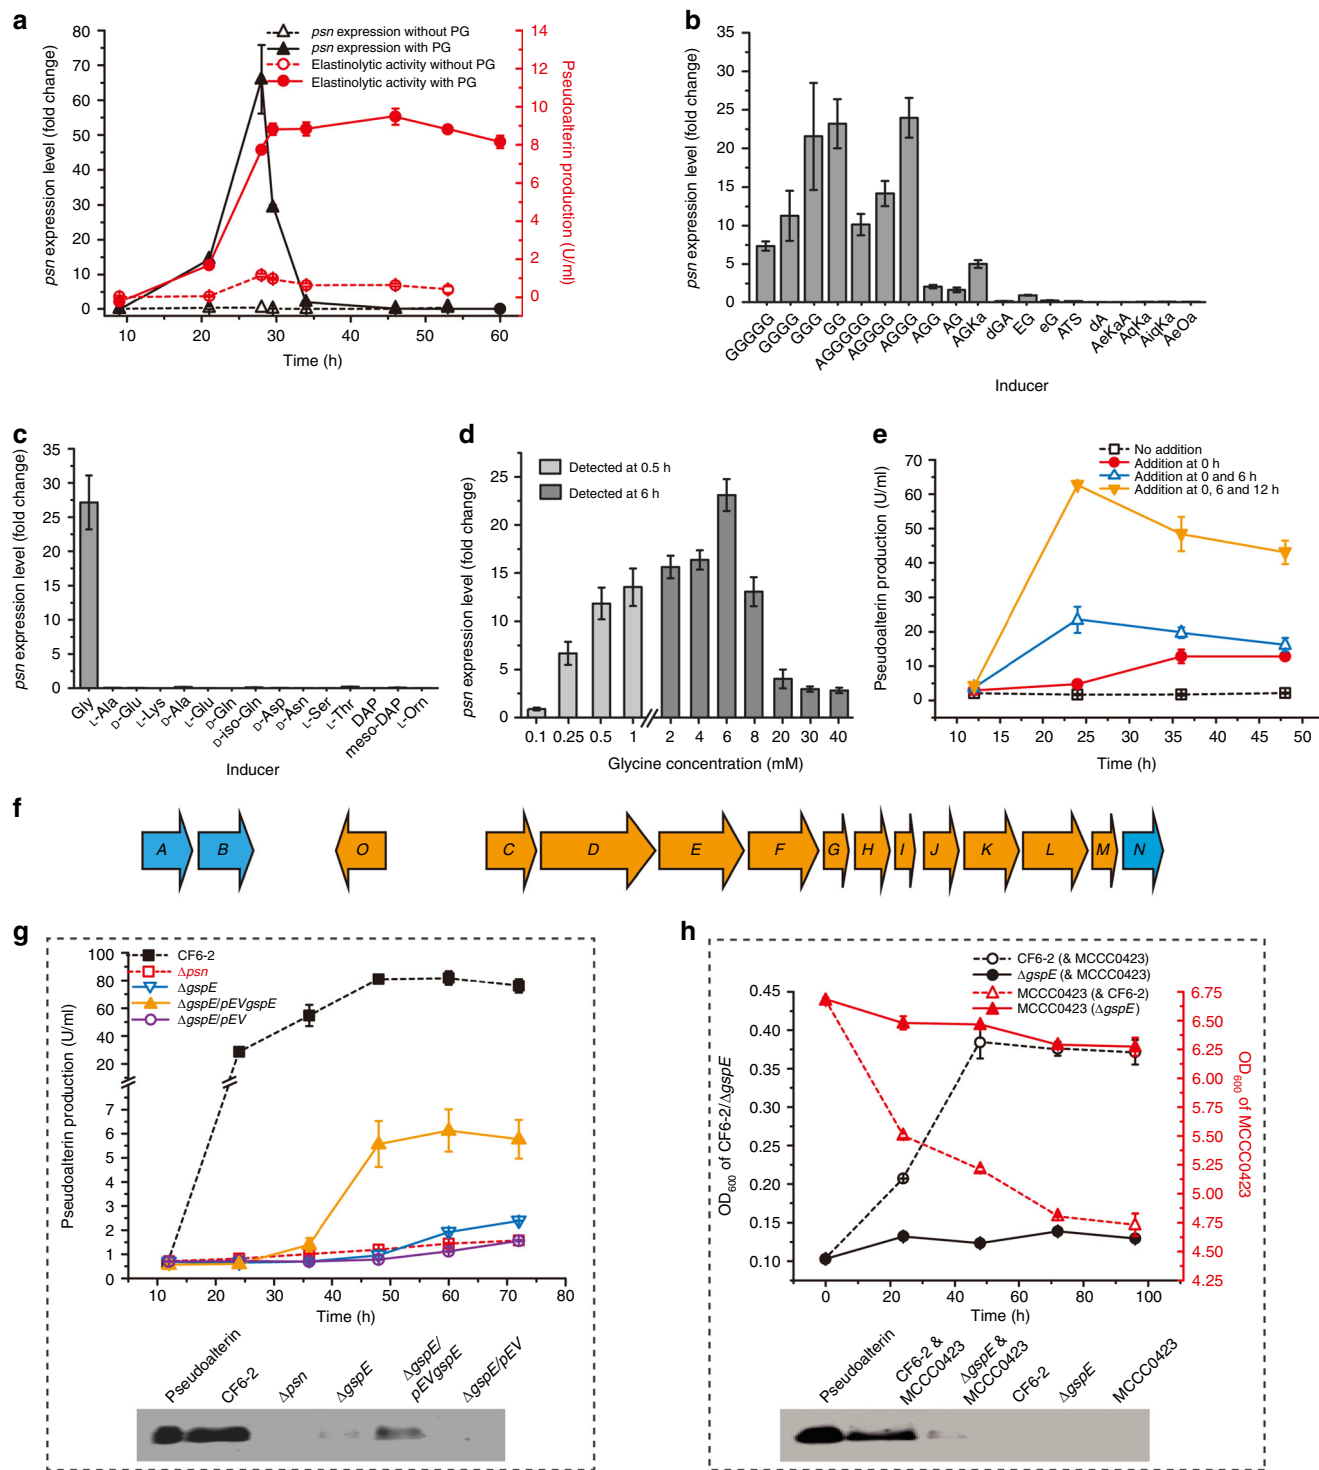 a
psn expression level (fold change)
80
70
60
50
40
30
20
10
0
psn expression without PG
psn expression with PG
Elastinolytic activity without PG
Elastinolytic activity with PG
14
12
10
8
6
4
2
0
Pseudoalterin production (U/ml)
10 20 30 40 50 60
Time (h)
b
psn expression level (fold change)
35
30
25
20
15
10
5
0
GGGGG GGGG GGG GG AGGGGG AGGGG AGGG AGG AG AGKa dGA EG eG ATS dA AeKaA AqKa AiqKa AeOa
Inducer
c
psn expression level (fold change)
35
30
25
20
15
10
5
0
Gly L-Ala D-Glu L-Lys D-Ala L-Glu D-Gln D-iso-Gln D-Asp D-Asn L-Ser L-Thr DAP meso-DAP L-Orn
Inducer
d
psn expression level (fold change)
25
20
15
10
5
0
Detected at 0.5 h
Detected at 6 h
0.1 0.25 0.5 1 2 4 6 8 20 30 40
Glycine concentration (mM)
e
Pseudoalterin production (U/ml)
70
60
50
40
30
20
10
0
No addition
Addition at 0 h
Addition at 0 and 6 h
Addition at 0, 6 and 12 h
10 15 20 25 30 35 40 45 50
Time (h)
f
A B O C D E F G H I J K L M N
g
Pseudoalterin production (U/ml)
100
80
60
40
20
7
6
5
4
3
2
1
0
CF6-2
Δpsn
ΔgspE
ΔgspE/pEVgspE
ΔgspE/pEV
10 20 30 40 50 60 70 80
Time (h)
Pseudoalterin
CF6-2
Δpsn
ΔgspE
ΔgspE/
pEVgspE
ΔgspE/pEV
h
OD600 of CF6-2/ΔgspE
0.45
0.40
0.35
0.30
0.25
0.20
0.15
0.10
CF6-2 (& MCCC0423)
ΔgspE (& MCCC0423)
MCCC0423 (& CF6-2)
MCCC0423 (ΔgspE)
6.75
6.50
6.25
6.00
5.75
5.50
5.25
5.00
4.75
4.50
4.25
OD600 of MCCC0423
0 20 40 60 80 100
Time (h)
Pseudoalterin
CF6-2 &
MCCC0423
ΔgspE &
MCCC0423
CF6-2
ΔgspE
MCCC0423